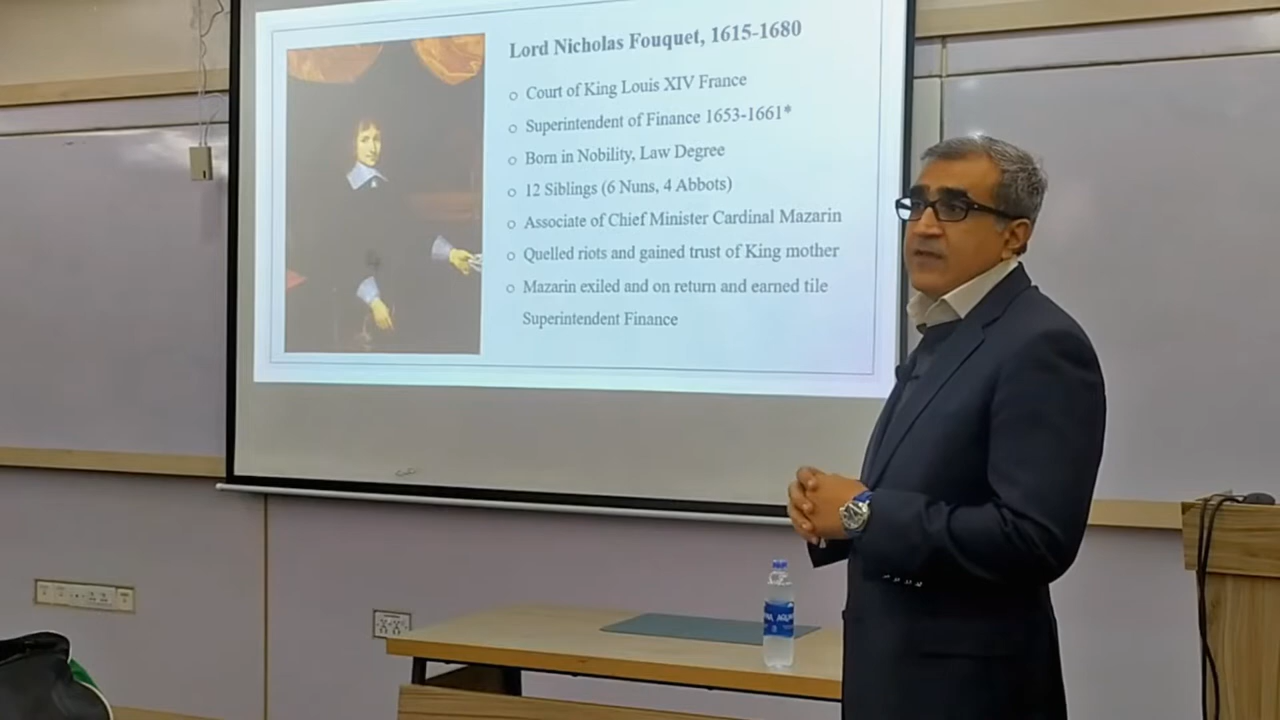 Lord Nicholas Fouquet, 1615-1680
Court of King Louis XIV France
Superintendent of Finance 1653-1661*
Born in Nobility, Law Degree
12 Siblings (6 Nuns, 4 Abbots)
Associate of Chief Minister Cardinal Mazarin
Quelled riots and gained trust of King mother
Mazarin exiled and on return and earned tile
Superintendent Finance